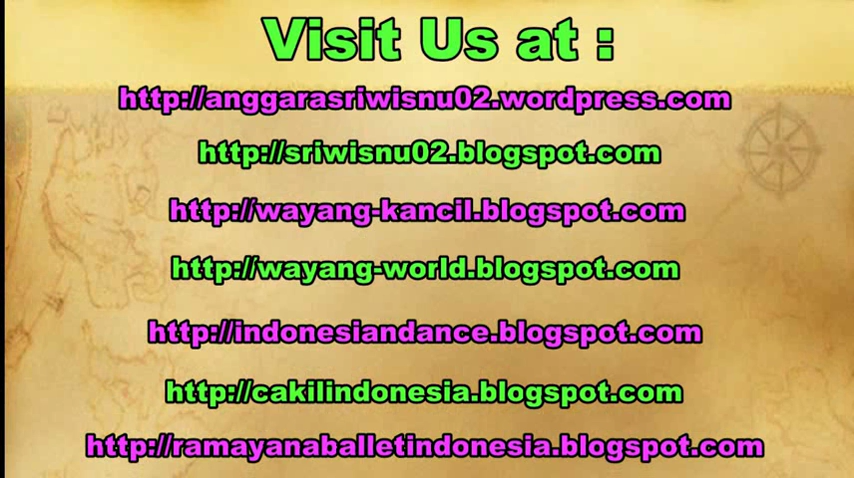 Visit Us at :
http://anggarasriwisnu02.wordpress.com
http://sriwisnu02.blogspot.com
http://wayang-kancil.blogspot.com
http://wayang-world.blogspot.com
http://indonesiandance.blogspot.com
http://cakilindonesia.blogspot.com
http://ramayanaballetindonesia.blogspot.com